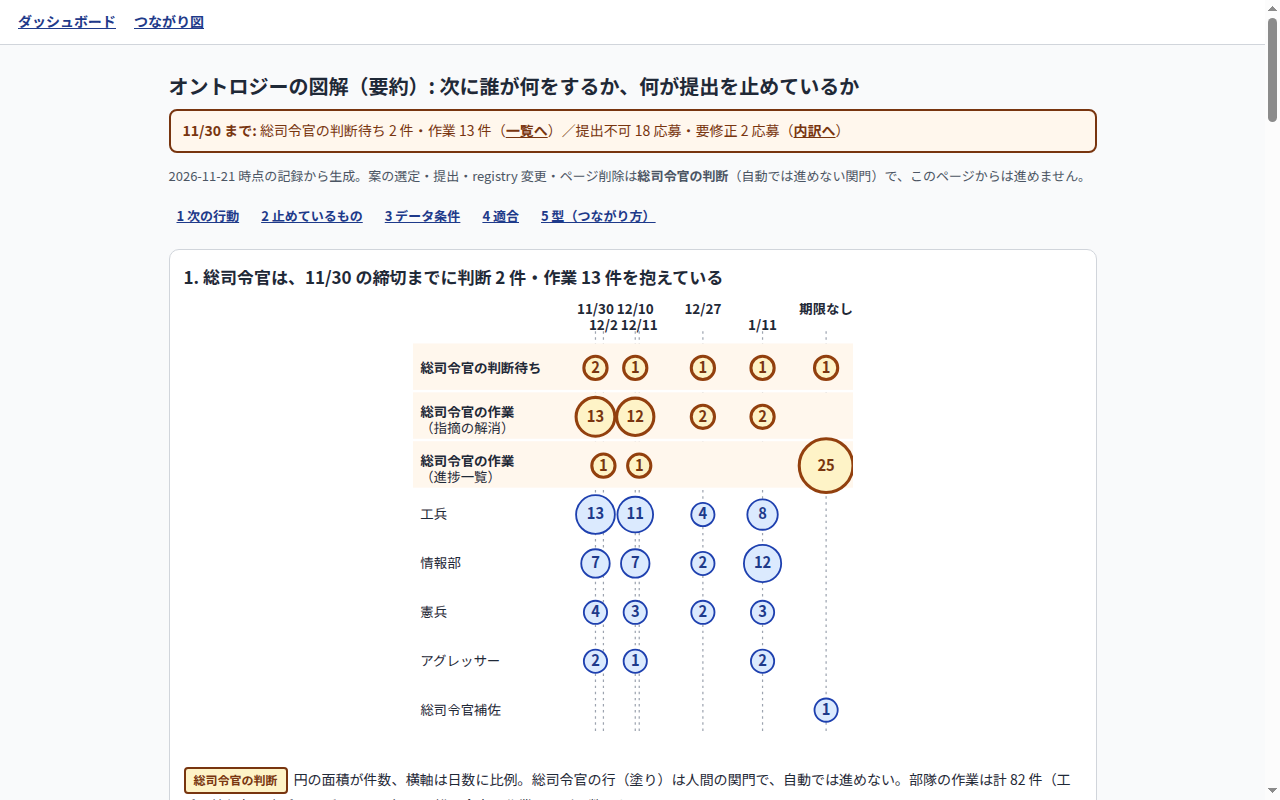 ダッシュボード つながり図
オントロジーの図解（要約）: 次に誰が何をするか、何が提出を止めているか
11/30 まで: 総司令官の判断待ち 2 件・作業 13 件（一覧へ）／提出不可 18 応募・要修正 2 応募（内訳へ）
2026-11-21 時点の記録から生成。案の選定・提出・registry 変更・ページ削除は総司令官の判断（自動では進めない関門）で、このページからは進めません。
1 次の行動 2 止めているもの 3 データ条件 4 適合 5 型（つながり方）
1. 総司令官は、11/30 の締切までに判断 2 件・作業 13 件を抱えている
11/30 12/10 12/27 期限なし
12/2 12/11 1/11
総司令官の判断待ち 2 1 1 1 1
総司令官の作業 13 12 2 2
（指摘の解消）
総司令官の作業 1 1 25
（進捗一覧）
工兵 13 11 4 8
情報部 7 7 2 12
憲兵 4 3 2 3
アグレッサー 2 1 2
総司令官補佐 1
総司令官の判断 円の面積が件数、横軸は日数に比例。総司令官の行（塗り）は人間の関門で、自動では進めない。部隊の作業は計 82 件（工